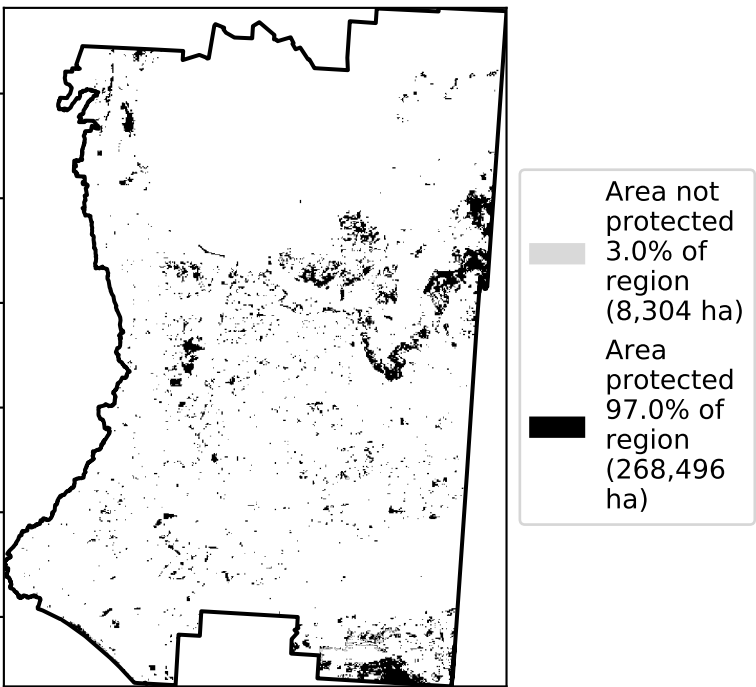 Area not
protected
3.0% of
region
(8,304 ha)
Area
protected
97.0% of
region
(268,496
ha)